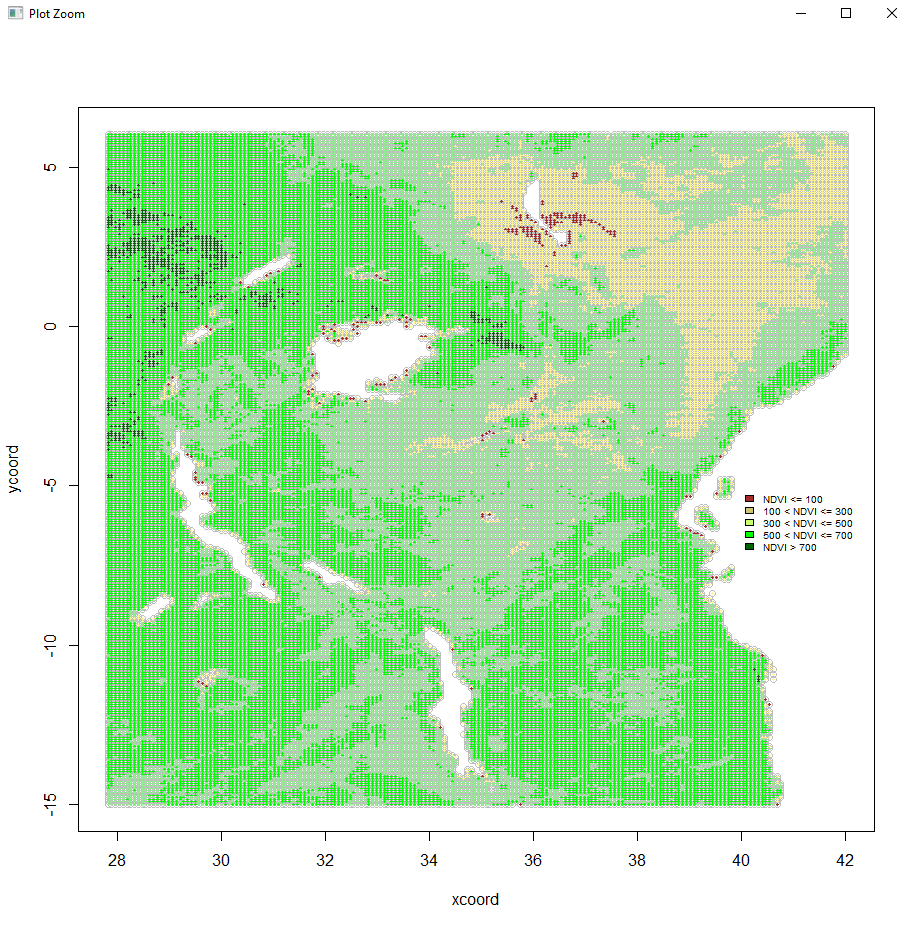 Plot Zoom
5
0
-5
-10
-15
ycoord
NDVI <= 100
100 < NDVI <= 300
300 < NDVI <= 500
500 < NDVI <= 700
NDVI > 700
28 30 32 34 36 38 40 42
xcoord